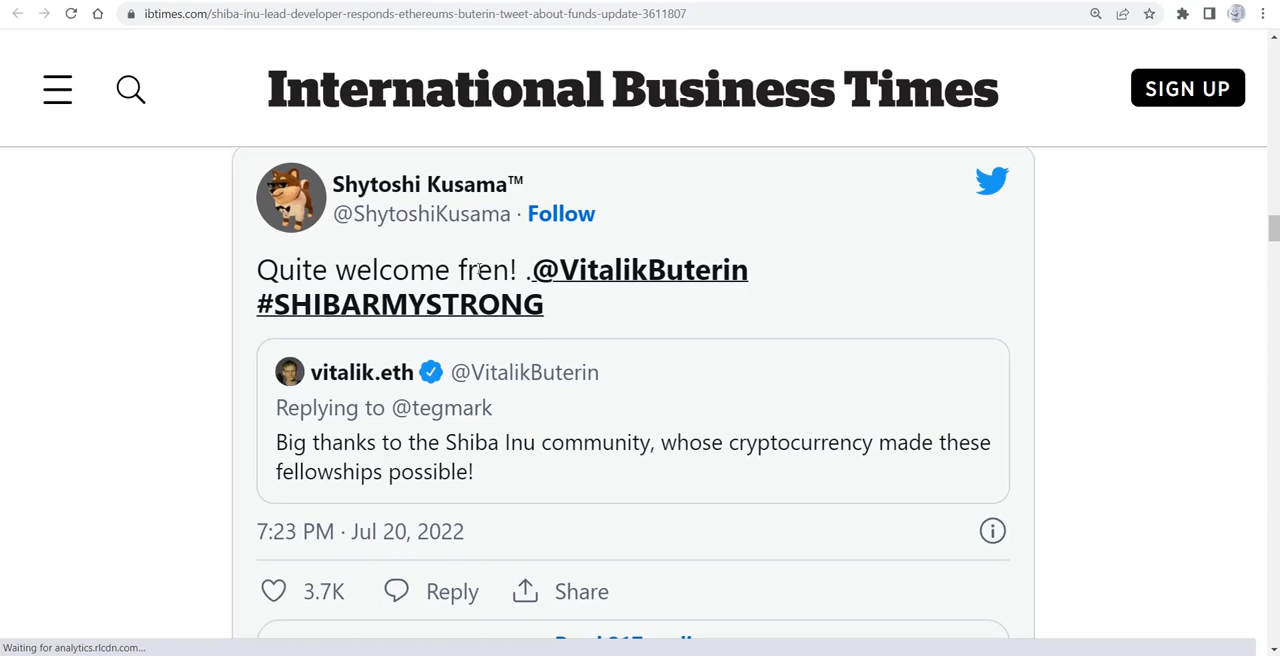 ibtimes.com/shiba-inu-lead-developer-responds-ethereums-buterin-tweet-about-funds-update-3611807
International Business Times
SIGN UP
Shytoshi Kusama™
@ShytoshiKusama · Follow
Quite welcome fren! .@VitalikButerin
#SHIBARMYSTRONG
vitalik.eth @VitalikButerin
Replying to @tegmark
Big thanks to the Shiba Inu community, whose cryptocurrency made these
fellowships possible!
7:23 PM · Jul 20, 2022
3.7K Reply Share
Waiting for analytics.rlcdn.com...